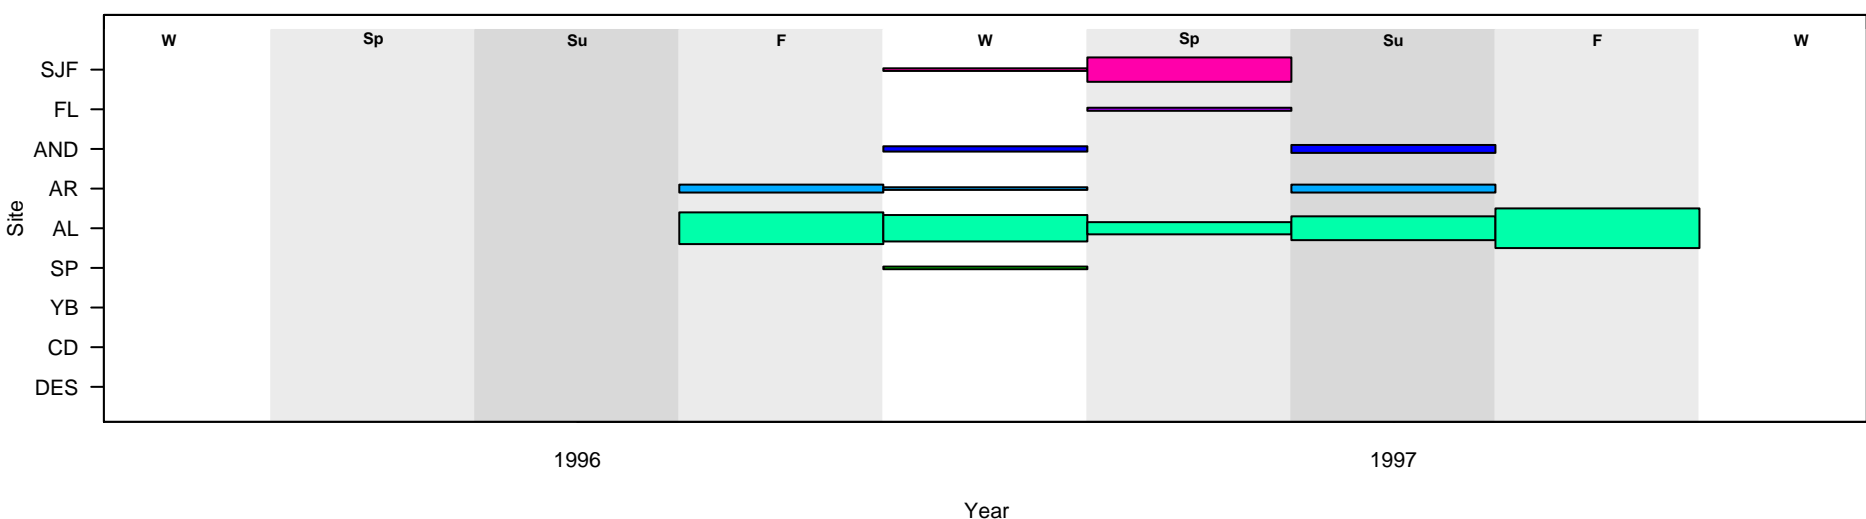 W Sp Su F W Sp Su F W
SJF
FL
AND
AR
AL
SP
YB
CD
DES
Site
1996 1997
Year